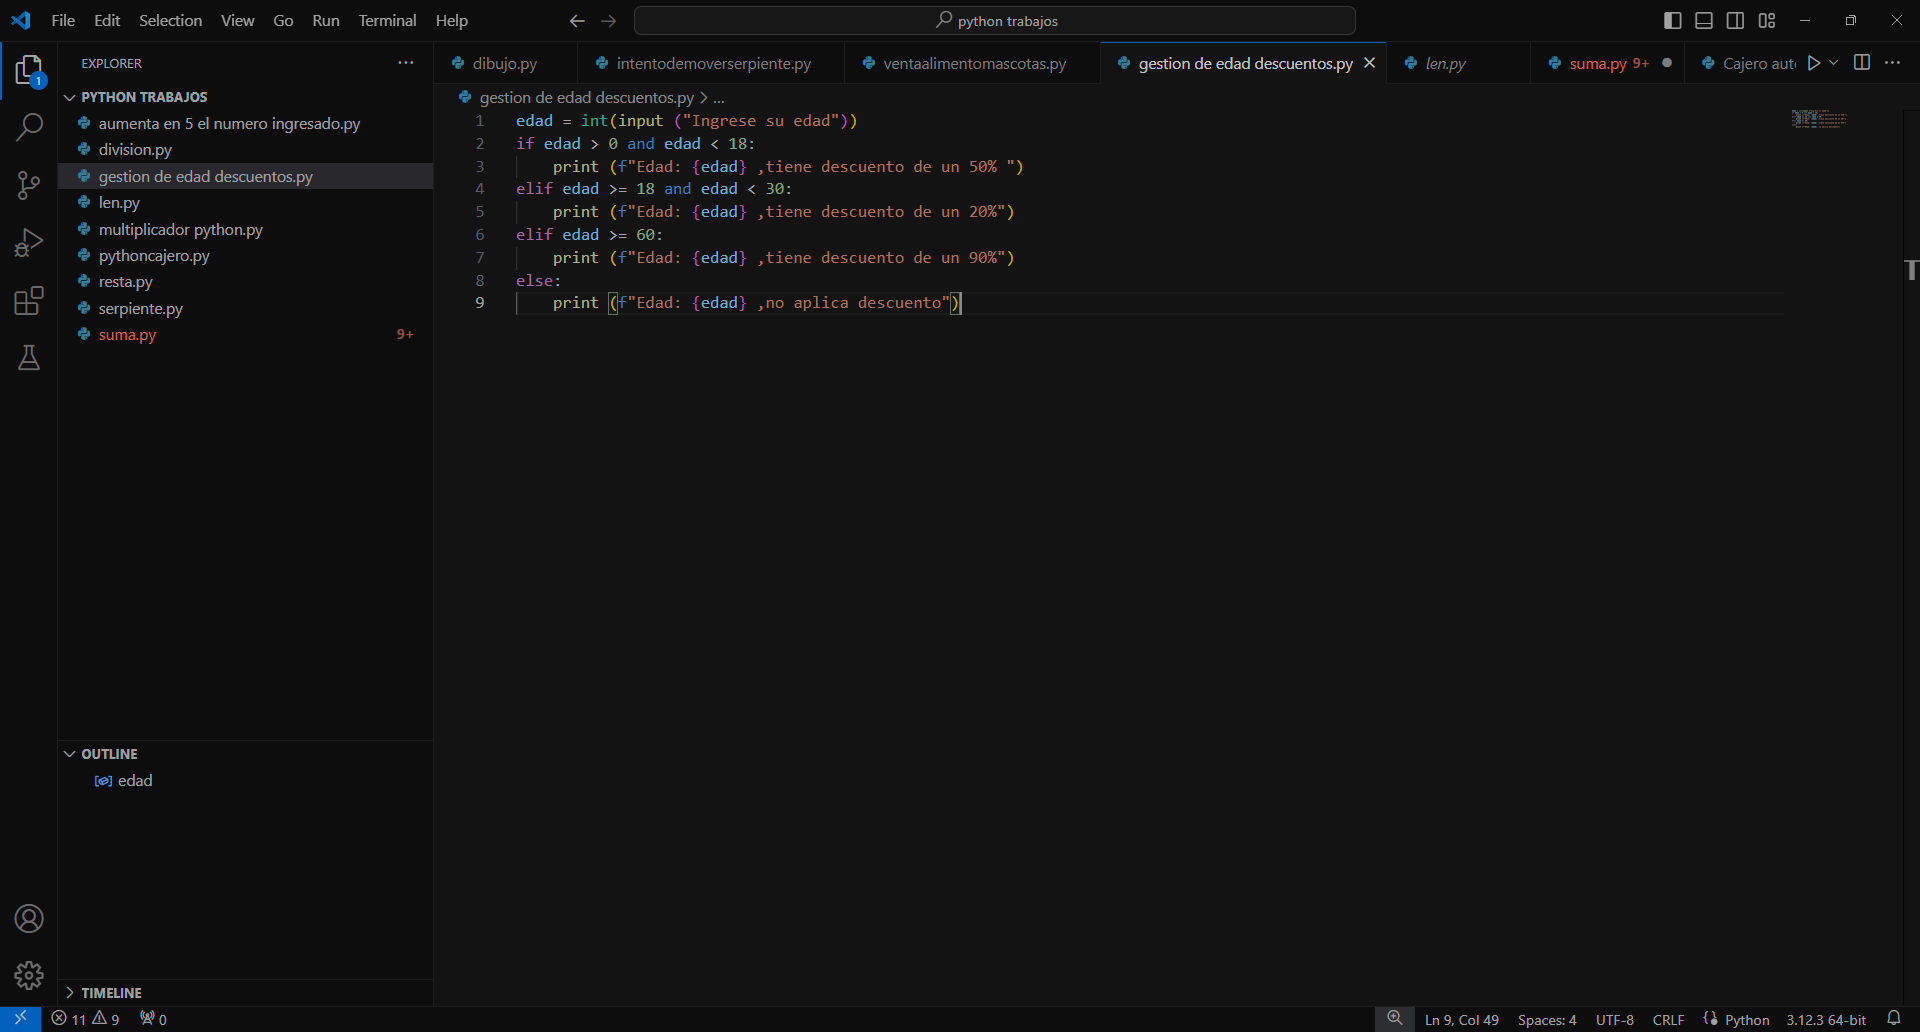 File Edit Selection View Go Run Terminal Help
python trabajos
EXPLORER
PYTHON TRABAJOS
aumenta en 5 el numero ingresado.py
division.py
gestion de edad descuentos.py
len.py
multiplicador python.py
pythoncajero.py
resta.py
serpiente.py
suma.py 9+
OUTLINE
edad
TIMELINE
dibujo.py intentodemoverserpiente.py ventaalimentomascotas.py gestion de edad descuentos.py len.py suma.py 9+ Cajero aut
gestion de edad descuentos.py > ...
1 edad = int(input ("Ingrese su edad"))
2 if edad > 0 and edad < 18:
3 print (f"Edad: {edad} ,tiene descuento de un 50% ")
4 elif edad >= 18 and edad < 30:
5 print (f"Edad: {edad} ,tiene descuento de un 20%")
6 elif edad >= 60:
7 print (f"Edad: {edad} ,tiene descuento de un 90%")
8 else:
9 print (f"Edad: {edad} ,no aplica descuento")
1
11 9 0
Ln 9, Col 49 Spaces: 4 UTF-8 CRLF Python 3.12.3 64-bit